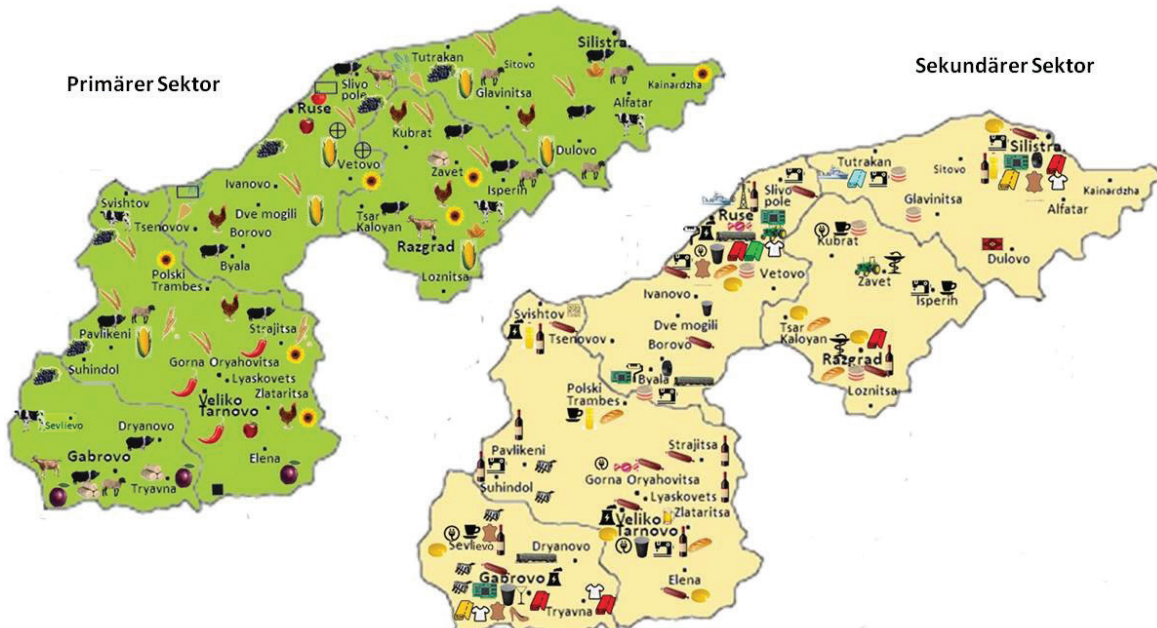 Primärer Sektor
Sekundärer Sektor
Silistra
Tutrakan
Sitovo
Kainardzha
Glavinitsa
Alfatar
Slivo
pole
Ruse
Kubrat
Dulovo
Vetovo
Zavet
Isperih
Ivanovo
Svishtov
Tsenovov
Dve mogili
Borovo
Tsar
Kaloyan
Razgrad
Byala
Loznitsa
Polski
Trambes
Pavlikeni
Strajitsa
Suhindol
Gorna Oryahovitsa
Lyaskovets
Zlataritsa
Veliko
Tarnovo
Sevlievo
Dryanovo
Gabrovo
Elena
Tryavna
Silistra
Tutrakan
Sitovo
Kainardzha
Glavinitsa
Alfatar
Slivo
pole
Ruse
Kubrat
Dulovo
Vetovo
Zavet
Isperih
Ivanovo
Svishtov
Tsenovov
Dve mogili
Borovo
Tsar
Kaloyan
Razgrad
Byala
Loznitsa
Polski
Trambes
Pavlikeni
Strajitsa
Suhindol
Gorna Oryahovitsa
Lyaskovets
Zlataritsa
Veliko
Tarnovo
Sevlievo
Dryanovo
Gabrovo
Elena
Tryavna